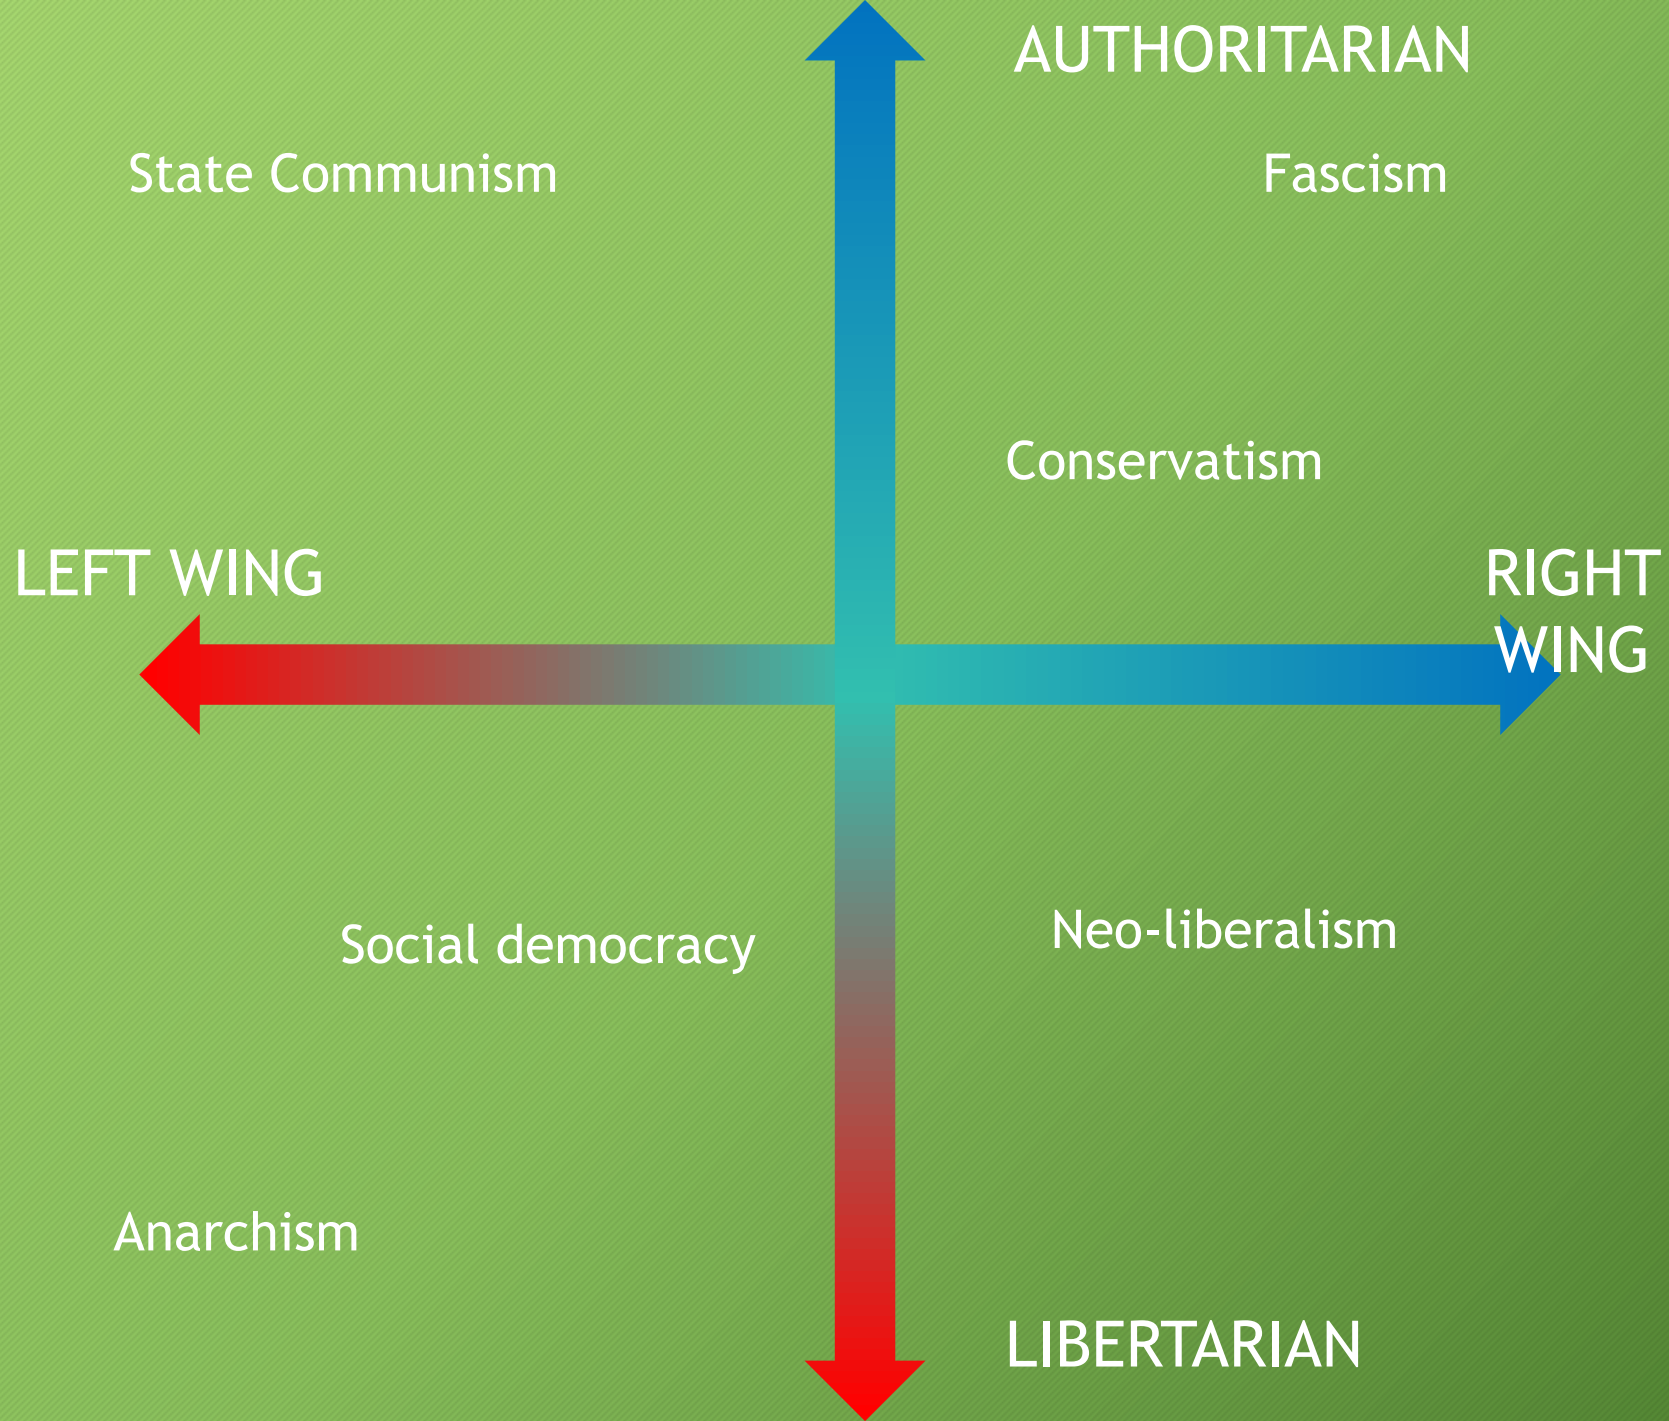 AUTHORITARIAN
State Communism
Fascism
Conservatism
LEFT WING
RIGHT
WING
Social democracy
Neo-liberalism
Anarchism
LIBERTARIAN